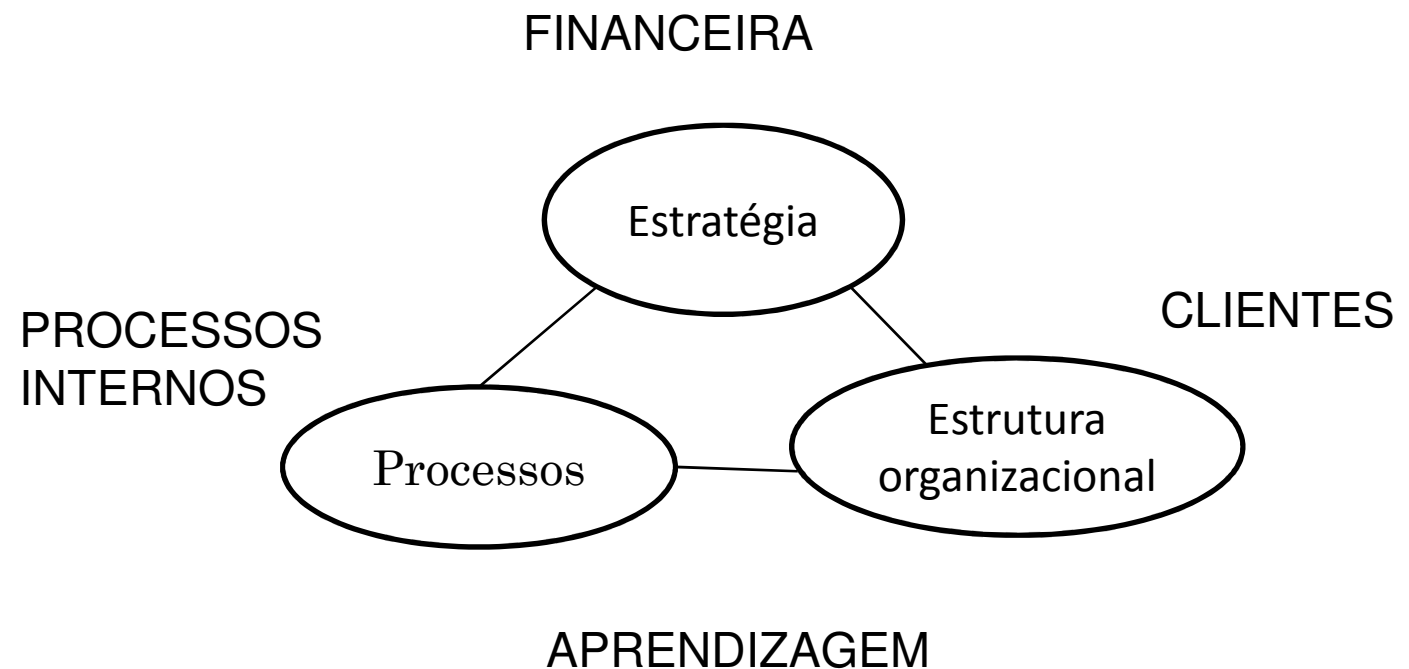 FINANCEIRA
Estratégia
CLIENTES
PROCESSOS
INTERNOS
Estrutura
organizacional
Processos
APRENDIZAGEM